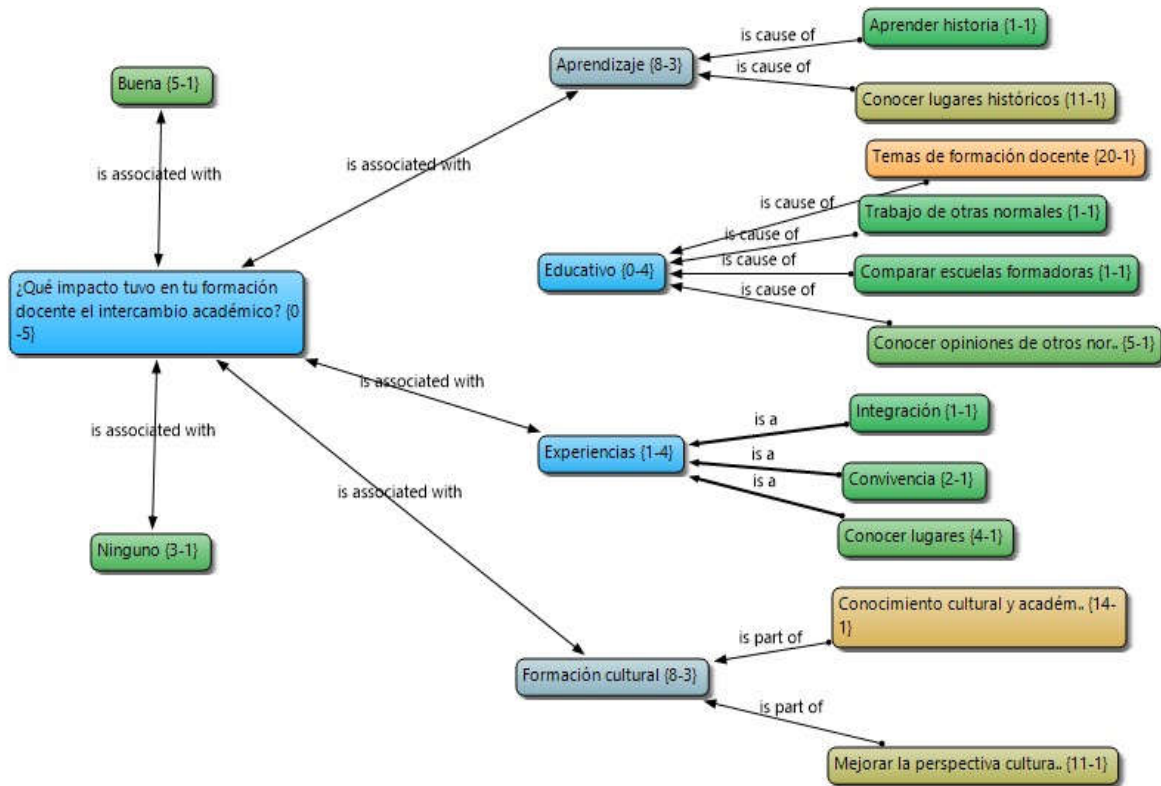 Aprender historia {1-1}
is cause of
Aprendizaje {8-3}
is cause of
Buena {5-1}
Conocer lugares históricos {11-1}
is associated with
is associated with
Temas de formación docente {20-1}
is cause of
Trabajo de otras normales {1-1}
is cause of
Educativo {0-4}
is cause of
Comparar escuelas formadoras {1-1}
is cause of
Conocer opiniones de otros nor.. {5-1}
¿Qué impacto tuvo en tu formación
docente el intercambio académico? {0
-5}
is associated with
Integración {1-1}
is a
Experiencias {1-4}
is a
Convivencia {2-1}
is a
Conocer lugares {4-1}
is associated with
is associated with
Ninguno {3-1}
Conocimiento cultural y académ.. {14-
1}
is part of
Formación cultural {8-3}
is part of
Mejorar la perspectiva cultura.. {11-1}